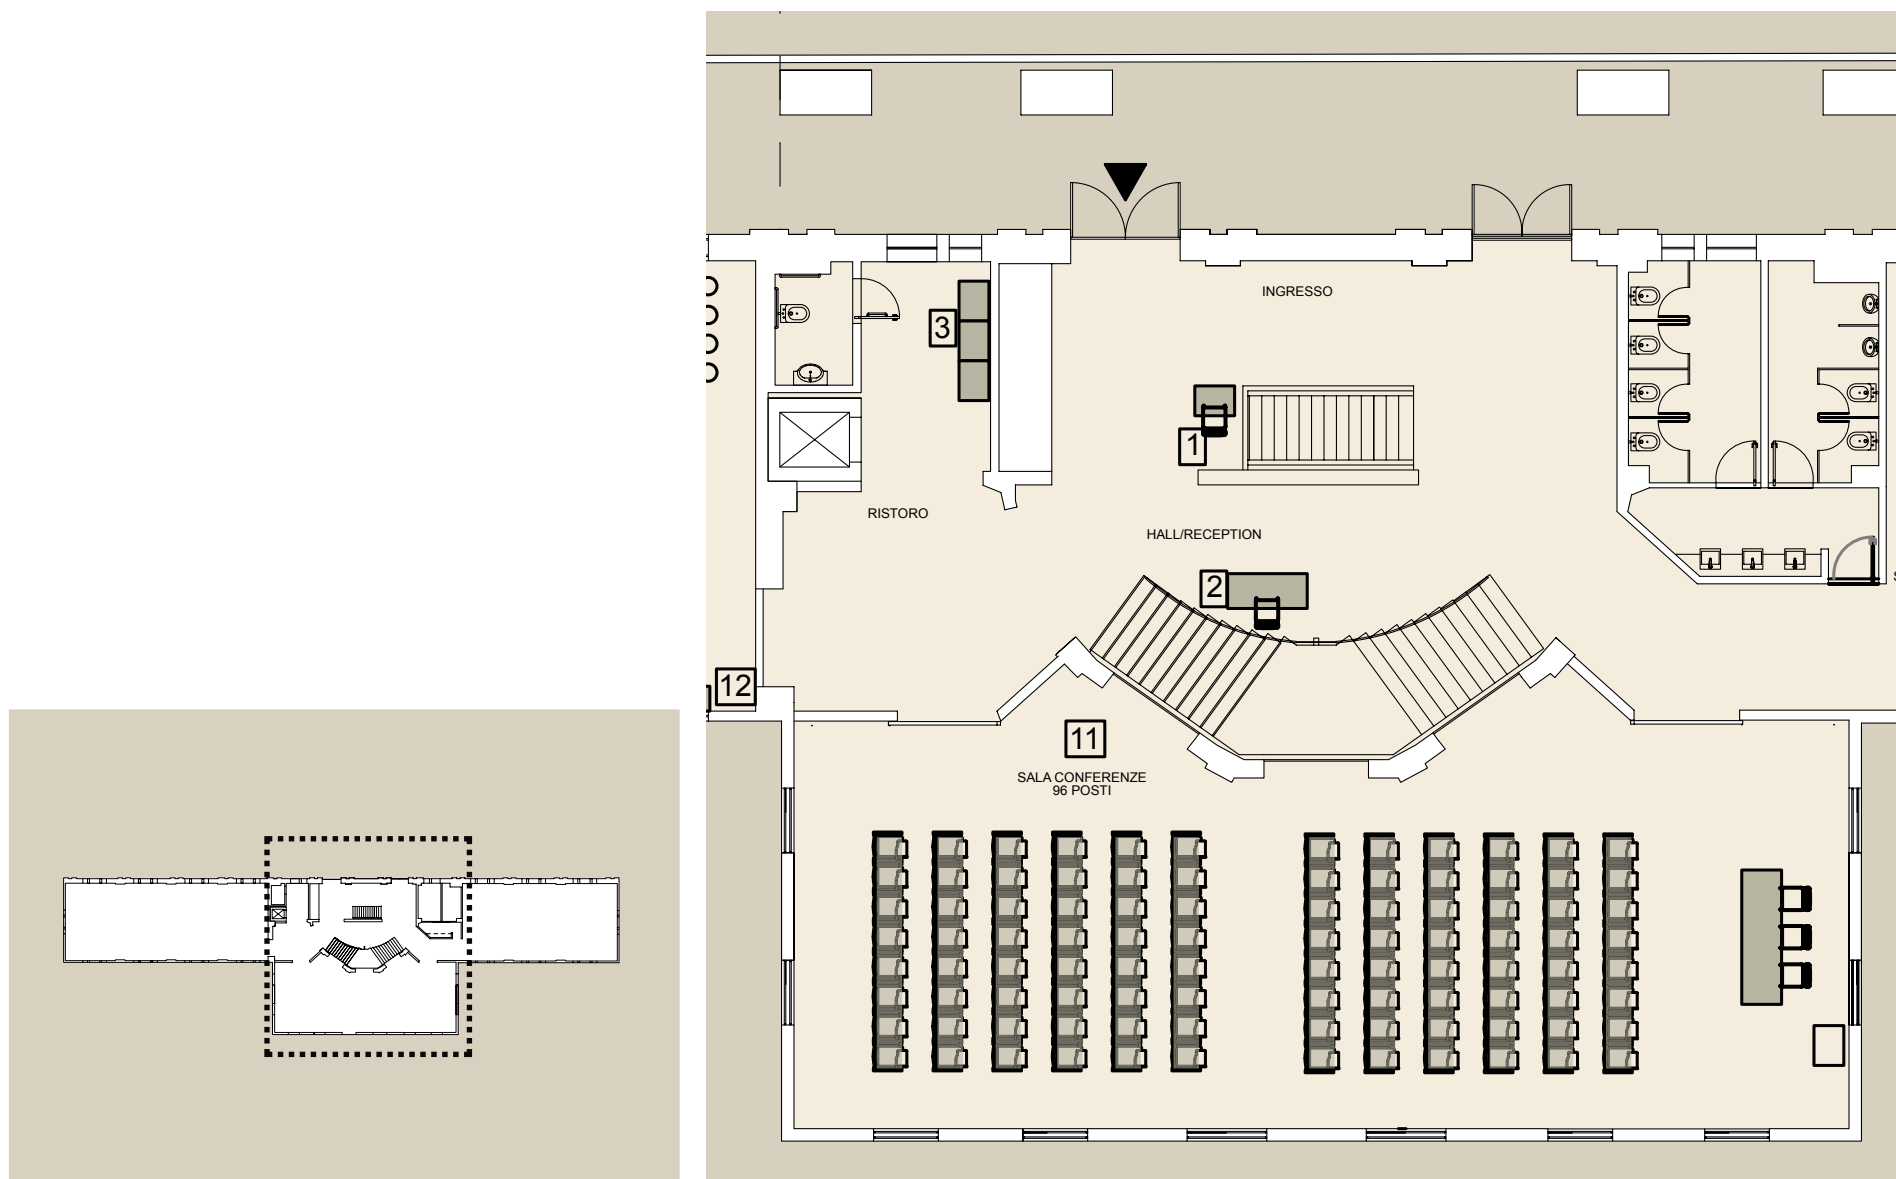 INGRESSO
3
1
RISTORO
HALL/RECEPTION
2
12
11
SALA CONFERENZE
96 POSTI